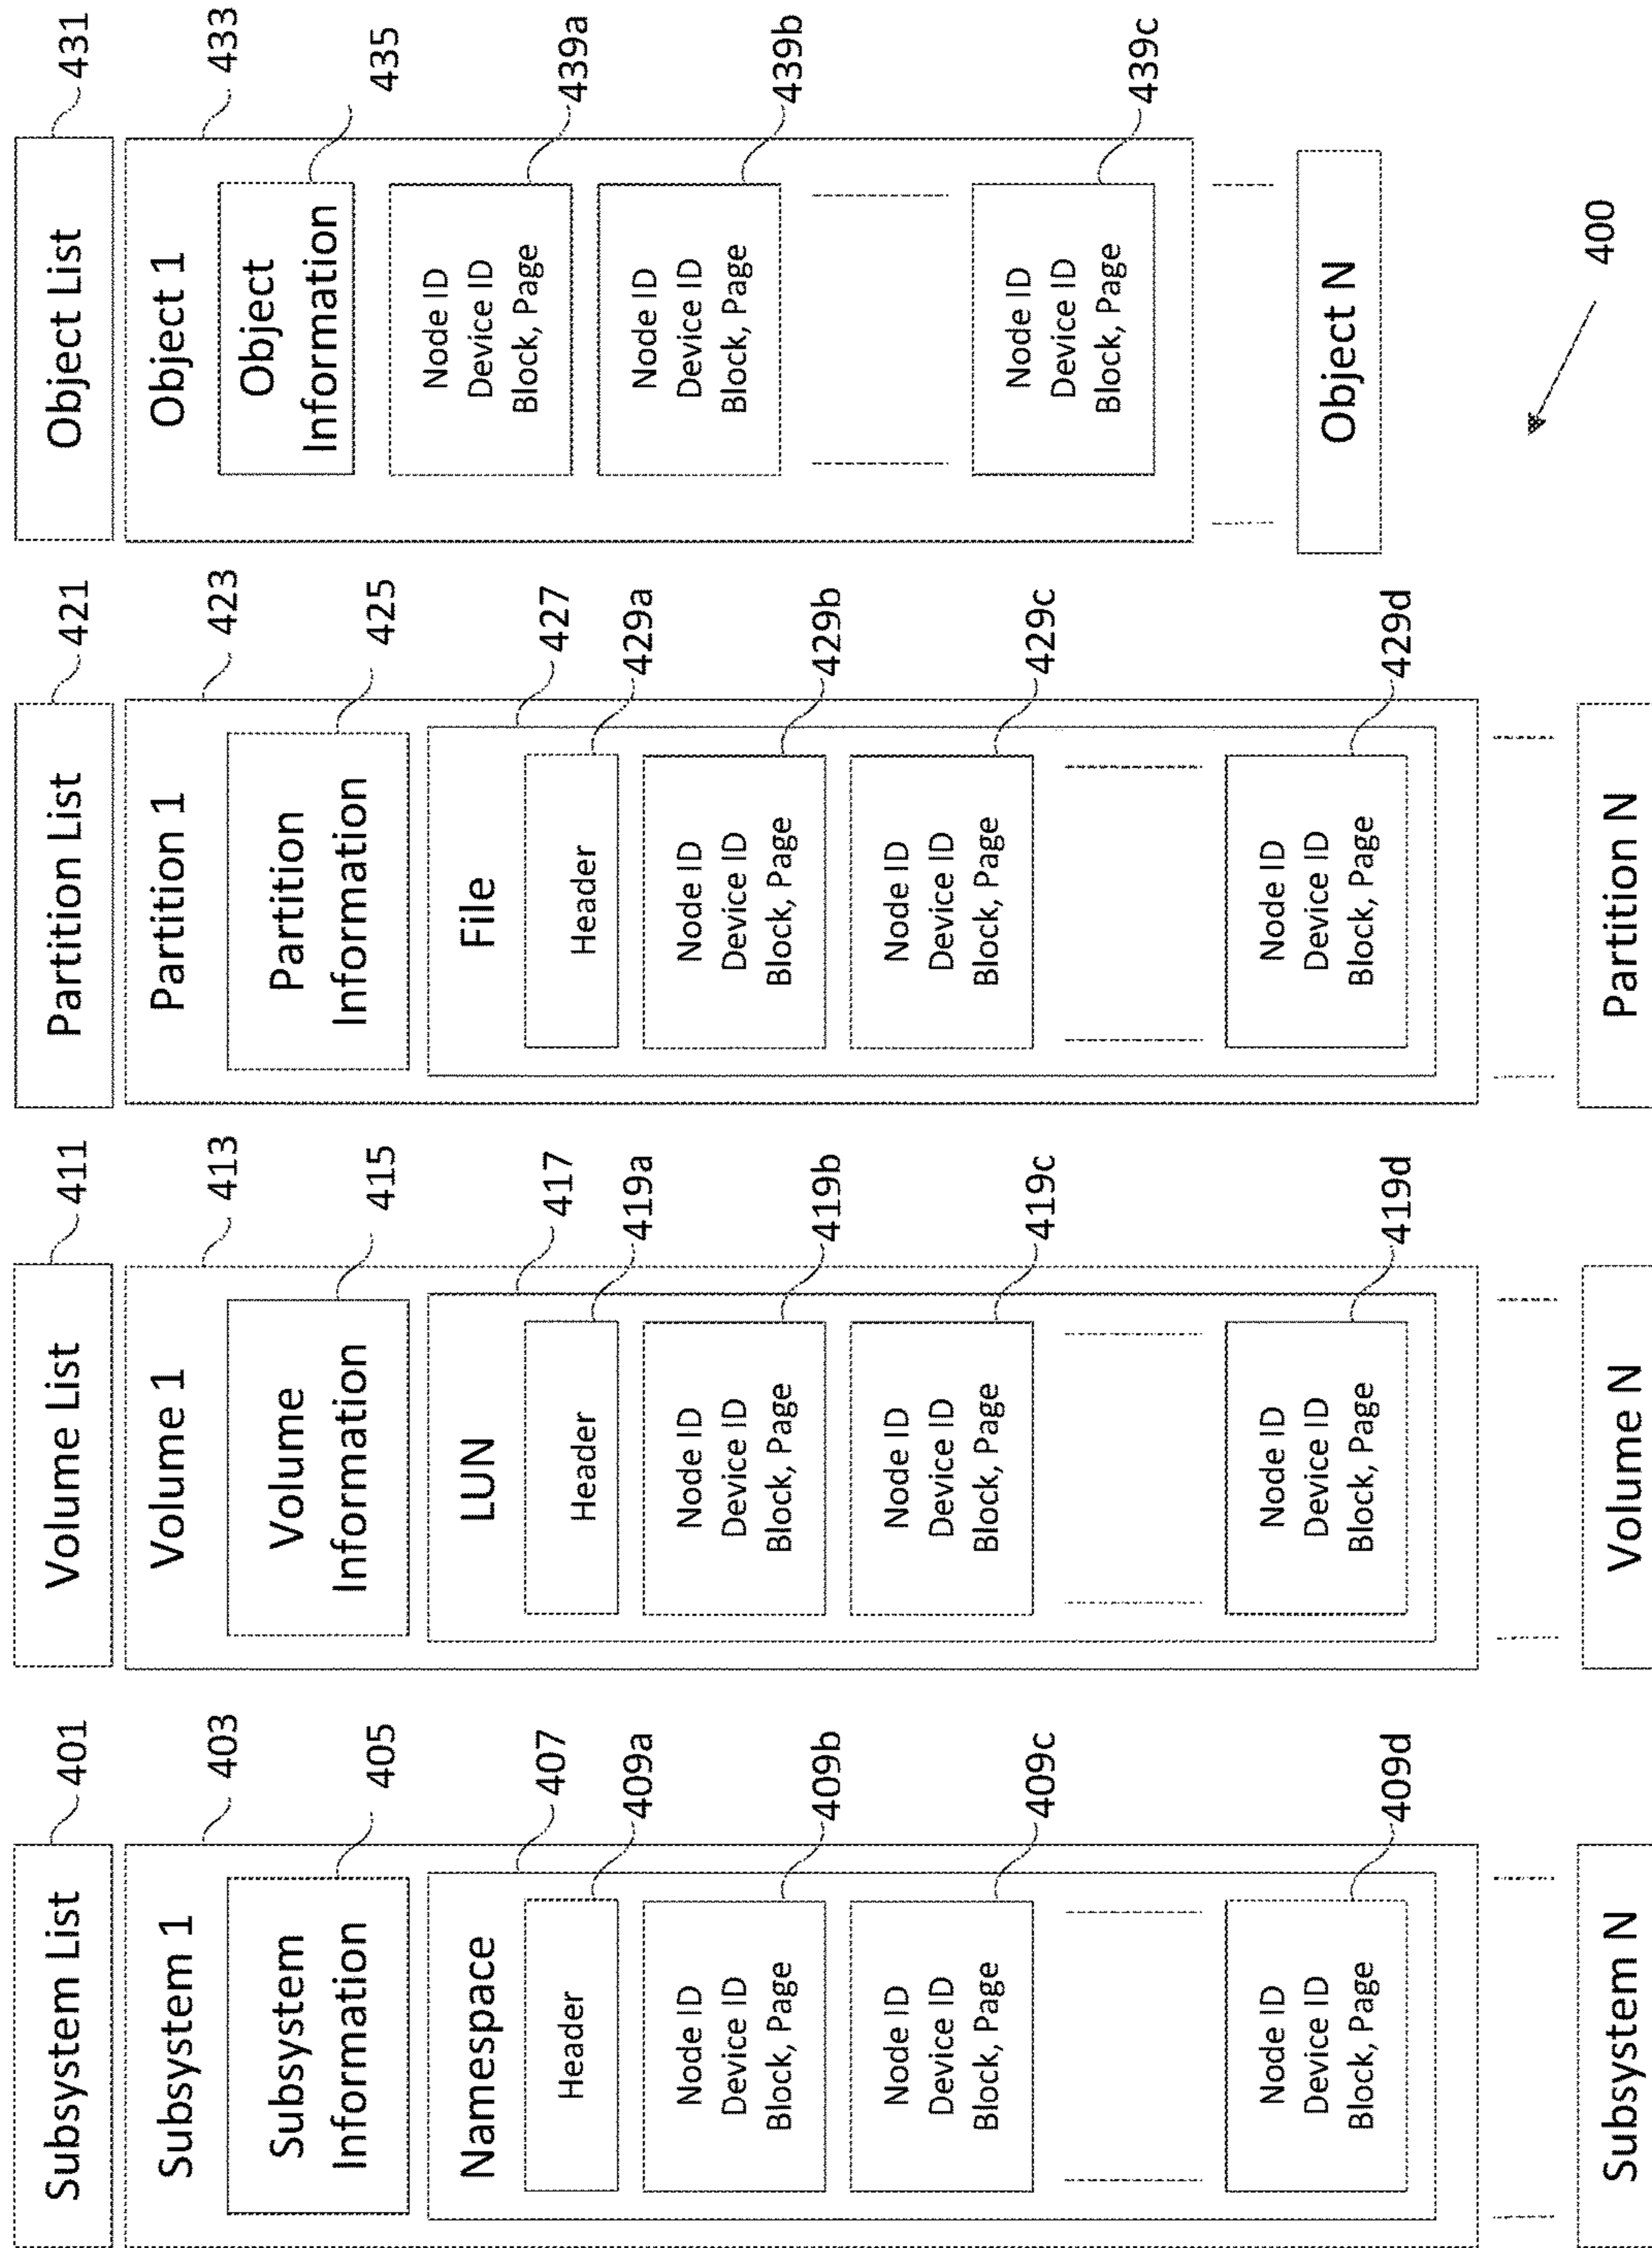 Subsystem List
401
Subsystem 1
403
Subsystem
Information
405
Namespace
407
Header
409a
Node ID
Device ID
Block, Page
409b
Node ID
Device ID
Block, Page
409c
Node ID
Device ID
Block, Page
409d
Subsystem N
Volume List
411
Volume 1
413
Volume
Information
415
LUN
417
Header
419a
Node ID
Device ID
Block, Page
419b
Node ID
Device ID
Block, Page
419c
Node ID
Device ID
Block, Page
419d
Volume N
Partition List
421
Partition 1
423
Partition
Information
425
File
427
Header
429a
Node ID
Device ID
Block, Page
429b
Node ID
Device ID
Block, Page
429c
Node ID
Device ID
Block, Page
429d
Partition N
Object List
431
Object 1
433
Object
Information
435
Node ID
Device ID
Block, Page
439a
Node ID
Device ID
Block, Page
439b
Node ID
Device ID
Block, Page
439c
Object N
400